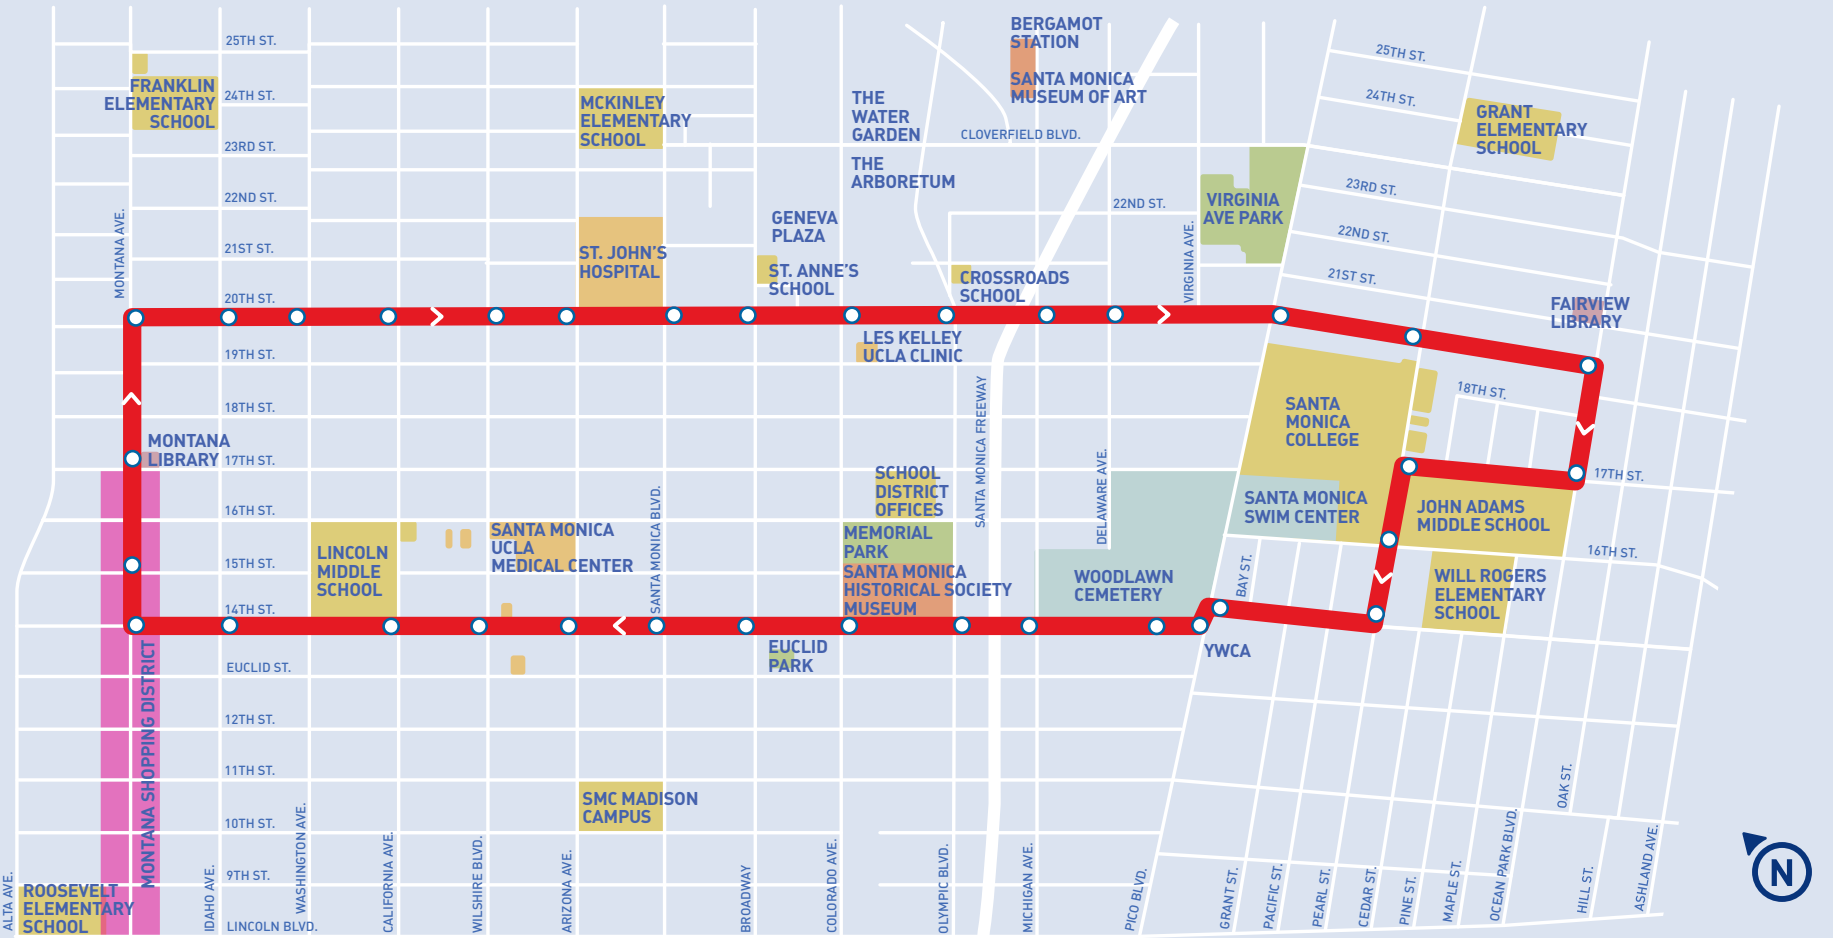 BERGAMOT
STATION
SANTA MONICA
MUSEUM OF ART
25TH ST.
FRANKLIN
ELEMENTARY
SCHOOL
24TH ST.
23RD ST.
22ND ST.
21ST ST.
20TH ST.
MONTANA AVE.
MCKINLEY
ELEMENTARY
SCHOOL
THE
WATER
GARDEN
THE
ARBORETUM
CLOVERFIELD BLVD.
25TH ST.
24TH ST.
GRANT
ELEMENTARY
SCHOOL
23RD ST.
22ND ST.
21ST ST.
22ND ST.
VIRGINIA
AVE PARK
VIRGINIA AVE.
GENEVA
PLAZA
ST. JOHN'S
HOSPITAL
ST. ANNE'S
SCHOOL
CROSSROADS
SCHOOL
FAIRVIEW
LIBRARY
LES KELLEY
UCLA CLINIC
19TH ST.
18TH ST.
18TH ST.
MONTANA
LIBRARY
17TH ST.
SANTA MONICA FREEWAY
SANTA
MONICA
COLLEGE
SCHOOL
DISTRICT
OFFICES
DELAWARE AVE.
17TH ST.
SANTA MONICA
SWIM CENTER
JOHN ADAMS
MIDDLE SCHOOL
16TH ST.
16TH ST.
SANTA MONICA
UCLA
MEDICAL CENTER
SANTA MONICA BLVD.
MEMORIAL
PARK
SANTA MONICA
HISTORICAL SOCIETY
MUSEUM
LINCOLN
MIDDLE
SCHOOL
15TH ST.
14TH ST.
WOODLAWN
CEMETERY
BAY ST.
WILL ROGERS
ELEMENTARY
SCHOOL
EUCLID
PARK
YWCA
EUCLID ST.
MONTANA SHOPPING DISTRICT
12TH ST.
11TH ST.
SMC MADISON
CAMPUS
10TH ST.
9TH ST.
ROOSEVELT
ELEMENTARY
SCHOOL
LINCOLN BLVD.
ALTA AVE.
IDAHO AVE.
WASHINGTON AVE.
CALIFORNIA AVE.
WILSHIRE BLVD.
ARIZONA AVE.
BROADWAY
COLORADO AVE.
OLYMPIC BLVD.
MICHIGAN AVE.
PICO BLVD.
GRANT ST.
PACIFIC ST.
PEARL ST.
CEDAR ST.
PINE ST.
MAPLE ST.
OCEAN PARK BLVD.
OAK ST.
HILL ST.
ASHLAND AVE.
N